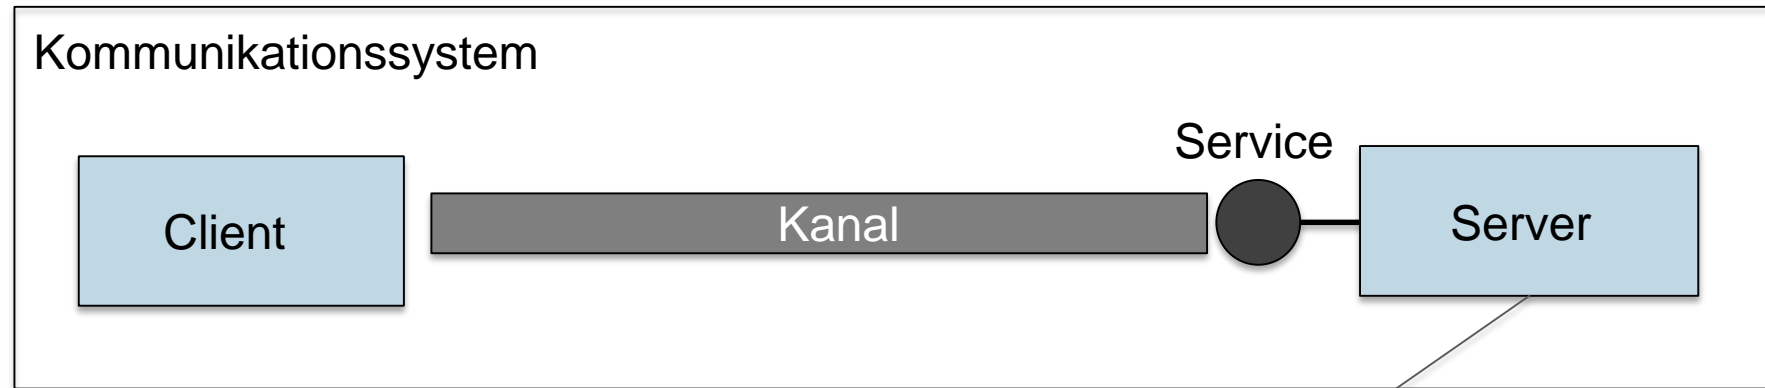 Kommunikationssystem
Service
Client
Kanal
Server